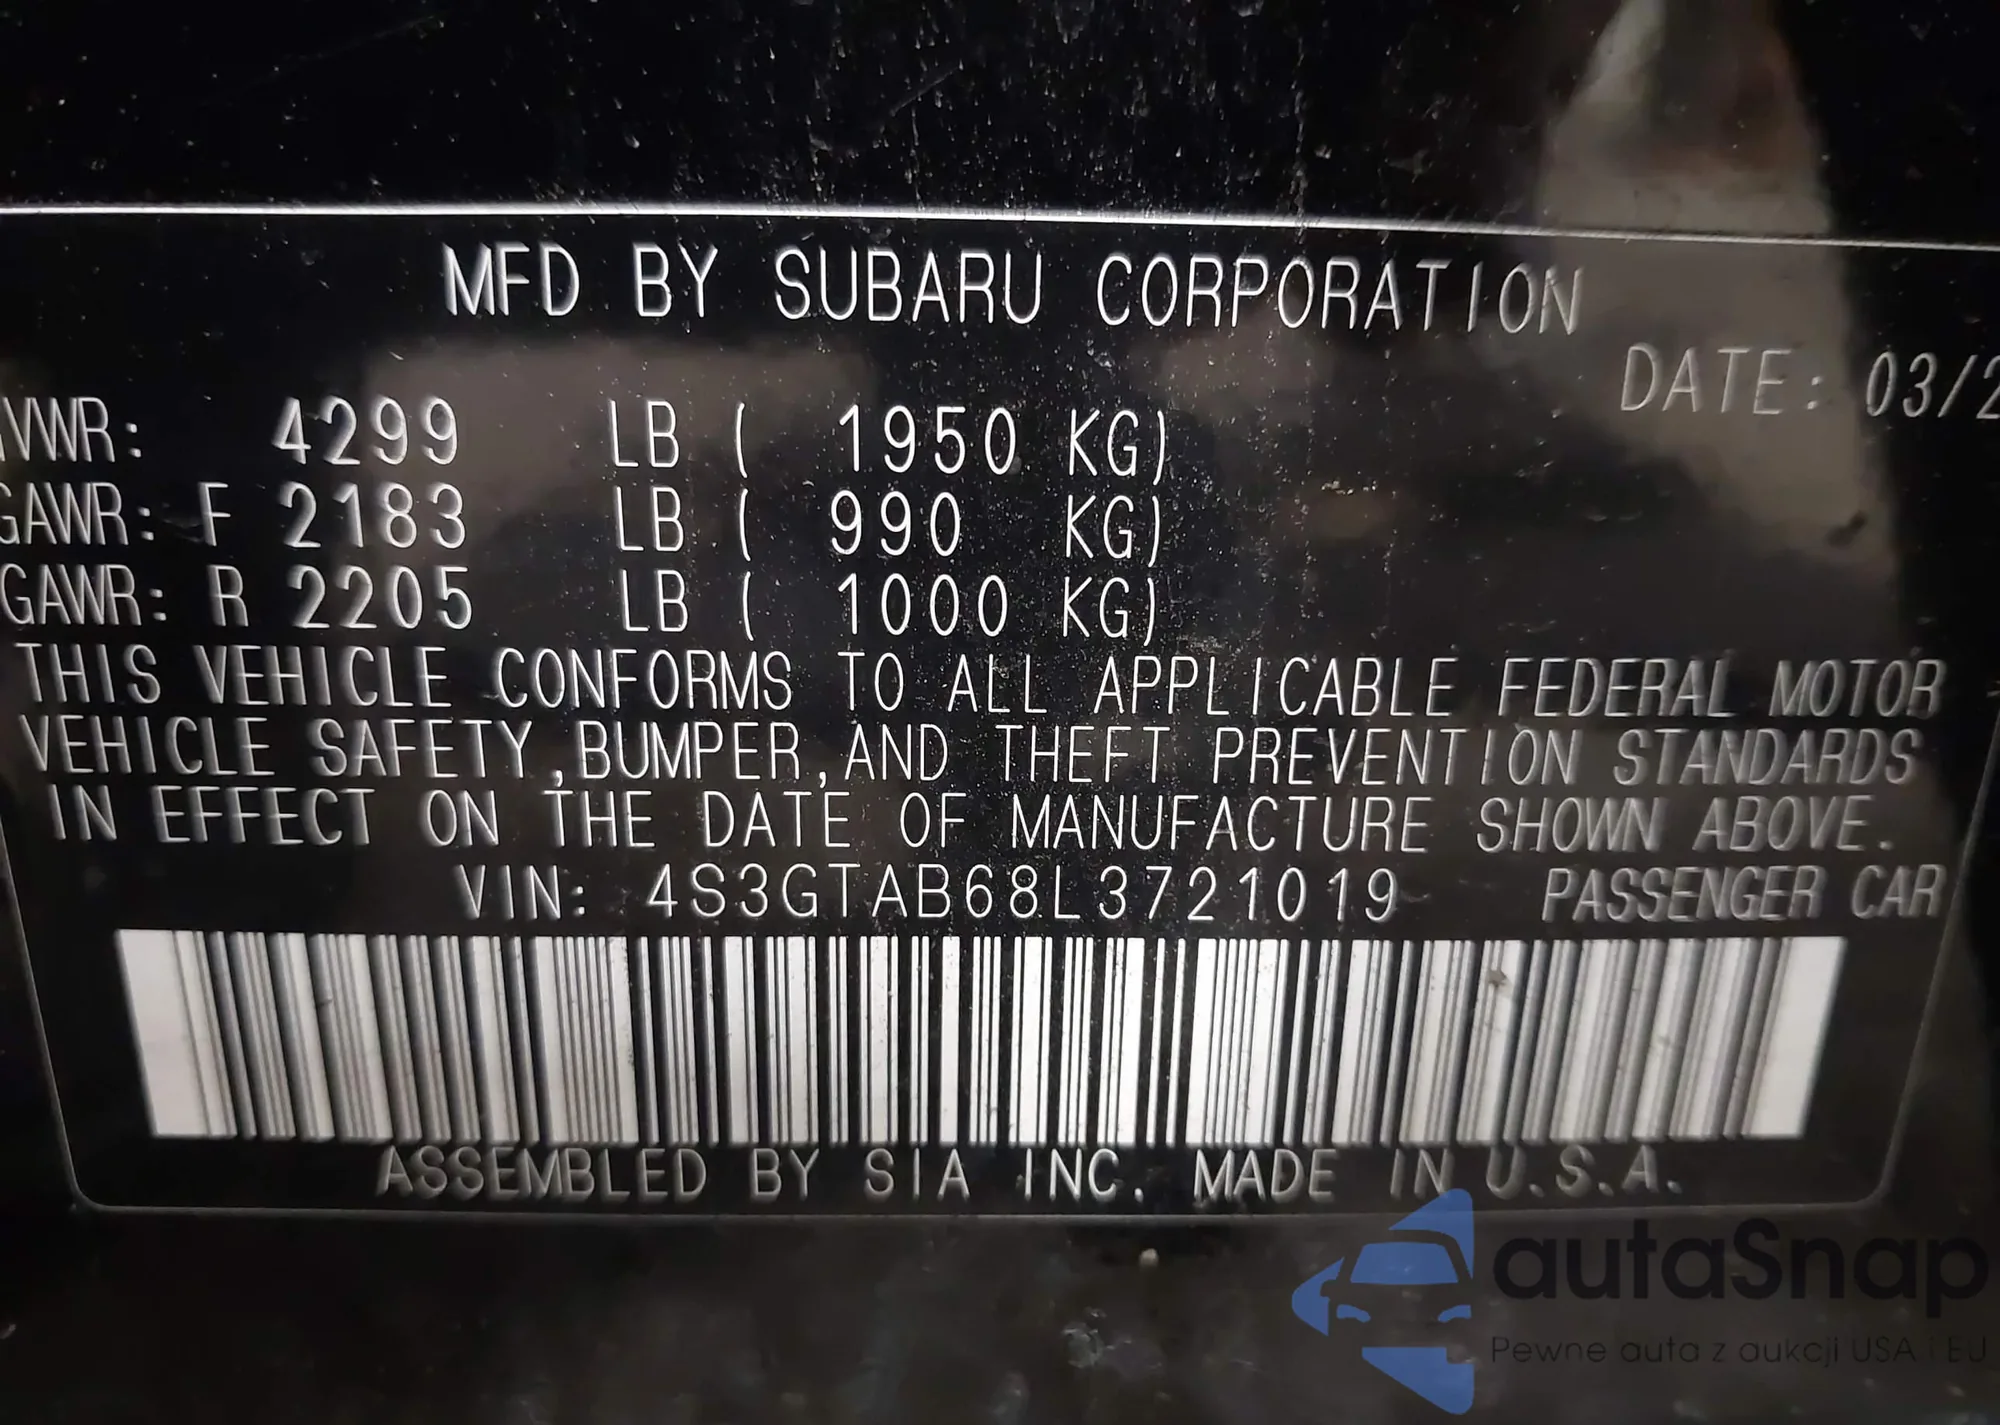 MFD BY SUBARU CORPORATION
DATE: 03/2
VWR: 4299 LB ( 1950 KG)
GAWR: F 2183 LB ( 990 KG)
GAWR: R 2205 LB ( 1000 KG)
THIS VEHICLE CONFORMS TO ALL APPLICABLE FEDERAL MOTOR
VEHICLE SAFETY,BUMPER,AND THEFT PREVENTION STANDARDS
IN EFFECT ON THE DATE OF MANUFACTURE SHOWN ABOVE.
VIN: 4S3GTAB68L3721019 PASSENGER CAR
ASSEMBLED BY SIA INC. MADE IN U.S.A.
autaSnap
Pewne auta z aukcji USA i EU